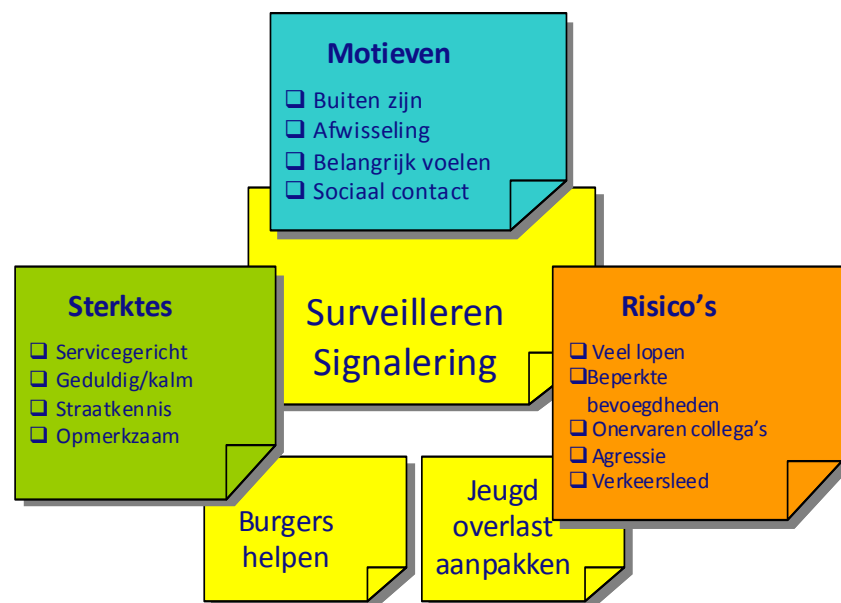 Motieven
❑ Buiten zijn
❑ Afwisseling
❑ Belangrijk voelen
❑ Sociaal contact
Surveilleren
Signalering
Sterktes
❑ Servicegericht
❑ Geduldig/kalm
❑ Straatkennis
❑ Opmerkzaam
Risico’s
❑ Veel lopen
❑Beperkte
bevoegdheden
❑ Onervaren collega’s
❑ Agressie
❑ Verkeersleed
Burgers
helpen
Jeugd
overlast
aanpakken